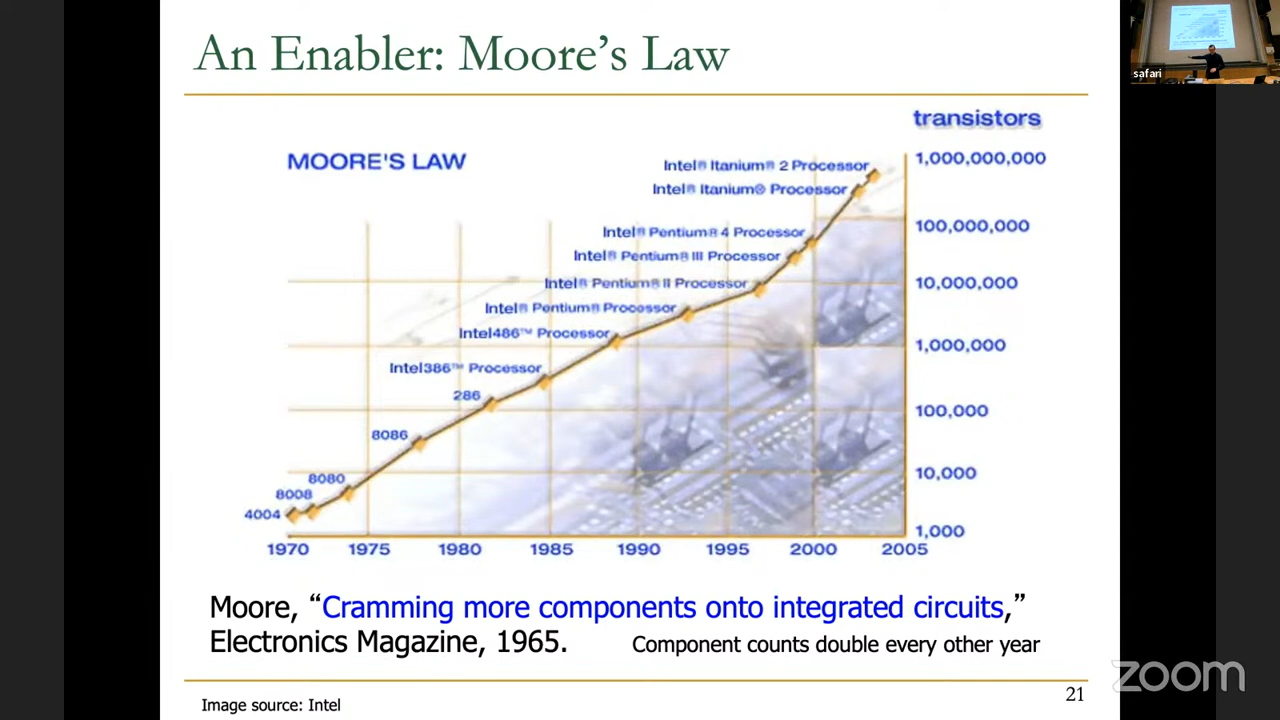 An Enabler: Moore's Law
safari
transistors
MOORE'S LAW
1,000,000,000
Intel® Itanium® 2 Processor
Intel® Itanium® Processor
100,000,000
Intel® Pentium® 4 Processor
Intel® Pentium® III Processor
10,000,000
Intel® Pentium® II Processor
Intel® Pentium® Processor
Intel486™ Processor
1,000,000
Intel386™ Processor
286
100,000
8086
10,000
8080
8008
4004
1,000
1970 1975 1980 1985 1990 1995 2000 2005
Moore, “Cramming more components onto integrated circuits,”
Electronics Magazine, 1965. Component counts double every other year
Image source: Intel
21
zoom